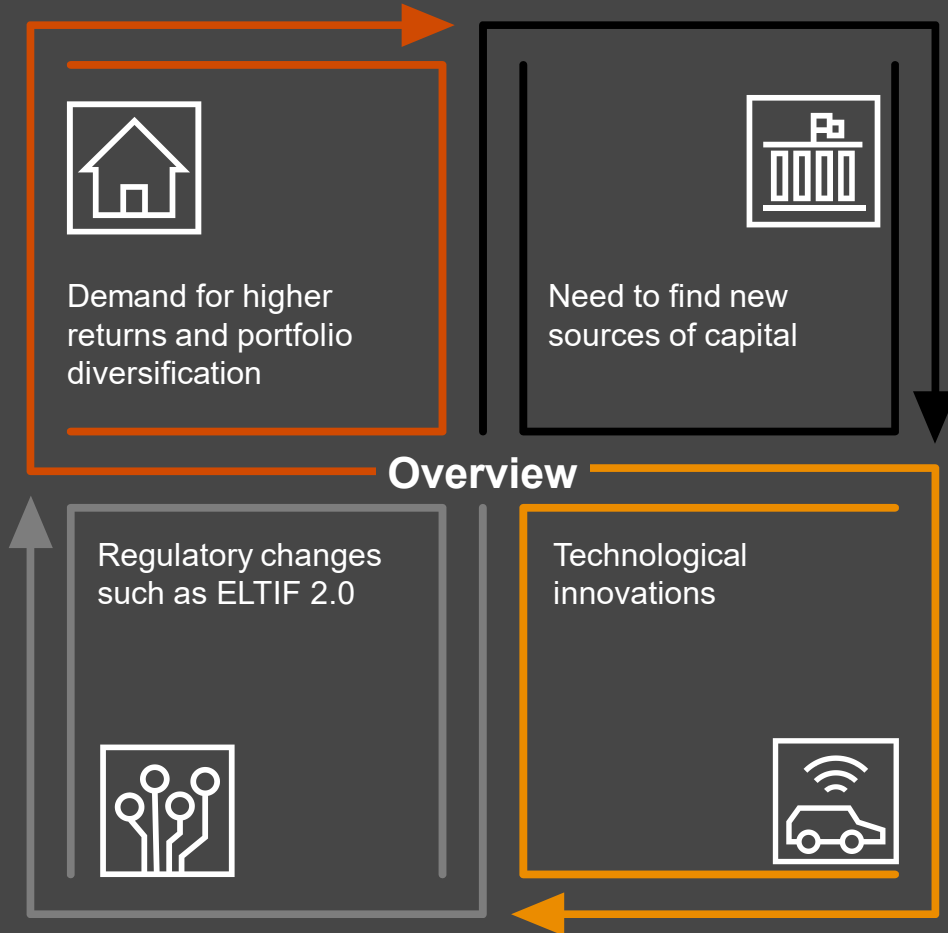 Demand for higher
returns and portfolio
diversification
Need to find new
sources of capital
Overview
Regulatory changes
such as ELTIF 2.0
Technological
innovations